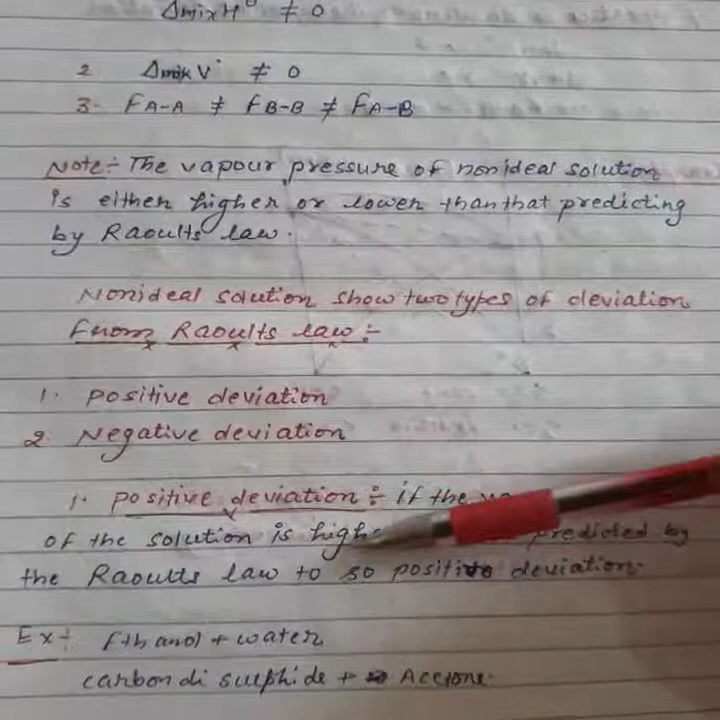 ΔmixH° ≠ 0
2 Δmix V° ≠ 0
3. FA-A ≠ FB-B ≠ FA-B
Note÷ The vapour pressure of nonideal solution
is either higher or lower than that predicting
by Raoults law.
Nonideal solution show two types of deviation
From Raoults law ÷
1. positive deviation
2. Negative deviation
1. positive deviation ÷ if the
of the solution is predicted by
the Raoults law to so positive deviation.
Ex÷ Ethanol + water
carbon di sulphide + Acetone.